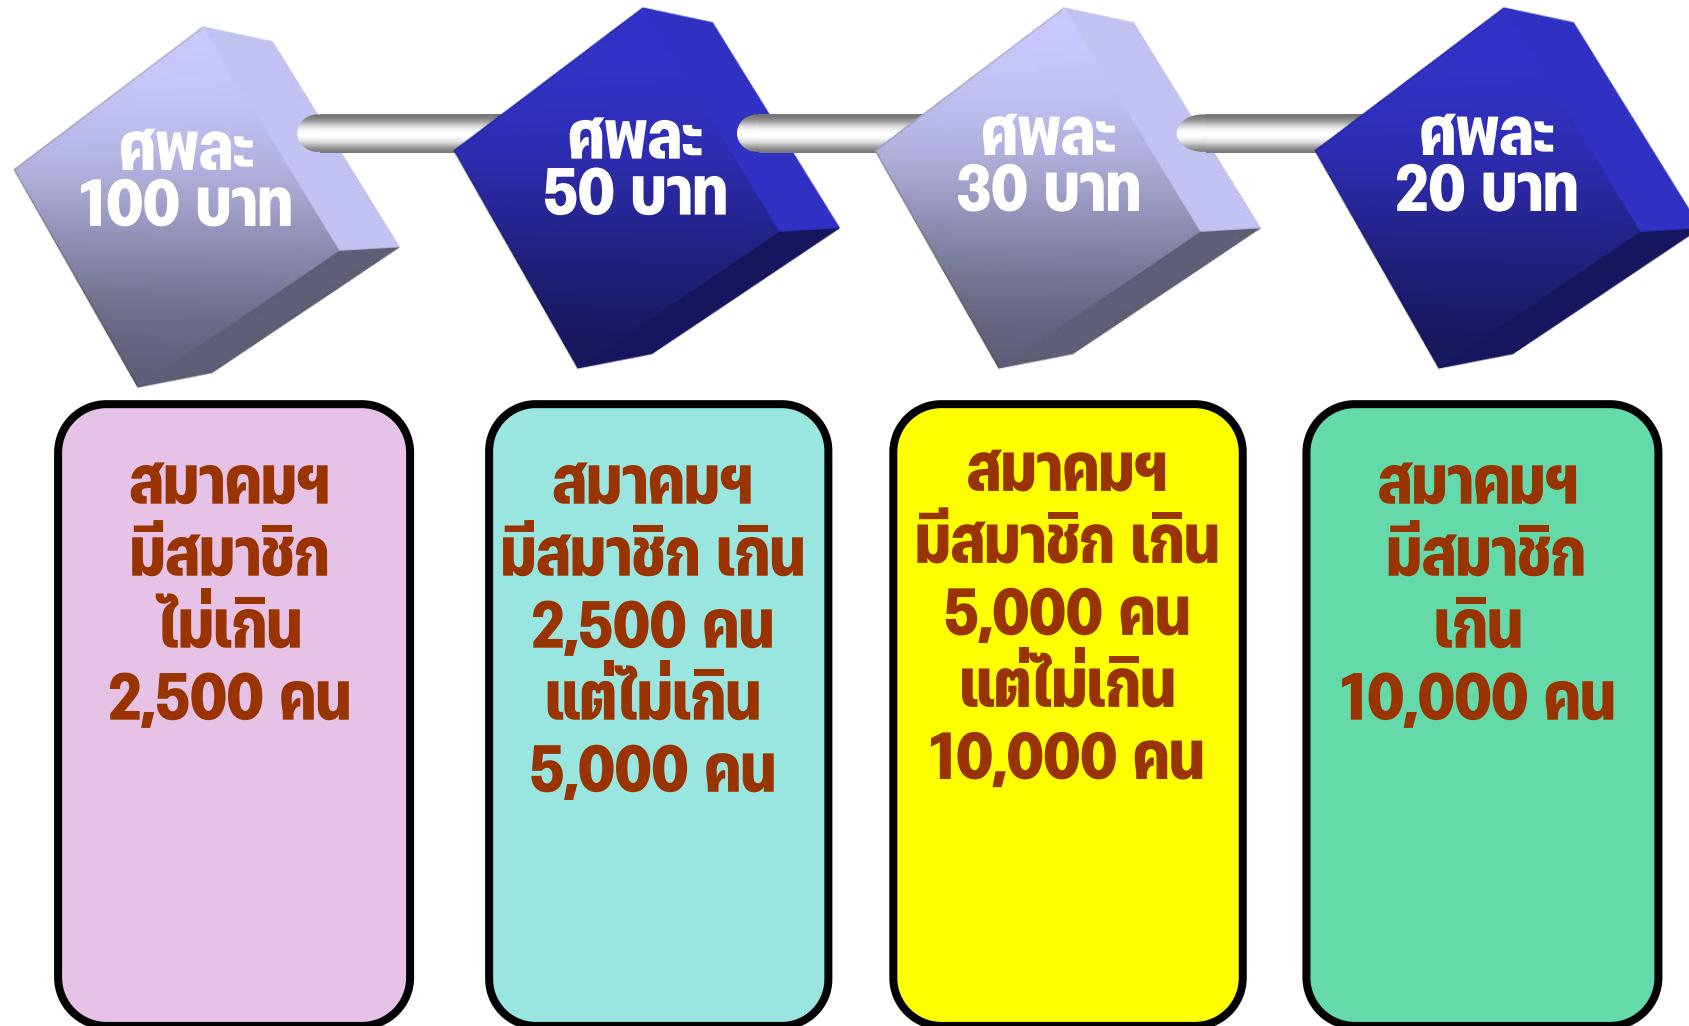 ศพละ
100 บาท
ศพละ
50 บาท
ศพละ
30 บาท
ศพละ
20 บาท
สมาคมฯ
มีสมาชิก
ไม่เกิน
2,500 คน
สมาคมฯ
มีสมาชิก เกิน
2,500 คน
แต่ไม่เกิน
5,000 คน
สมาคมฯ
มีสมาชิก เกิน
5,000 คน
แต่ไม่เกิน
10,000 คน
สมาคมฯ
มีสมาชิก
เกิน
10,000 คน